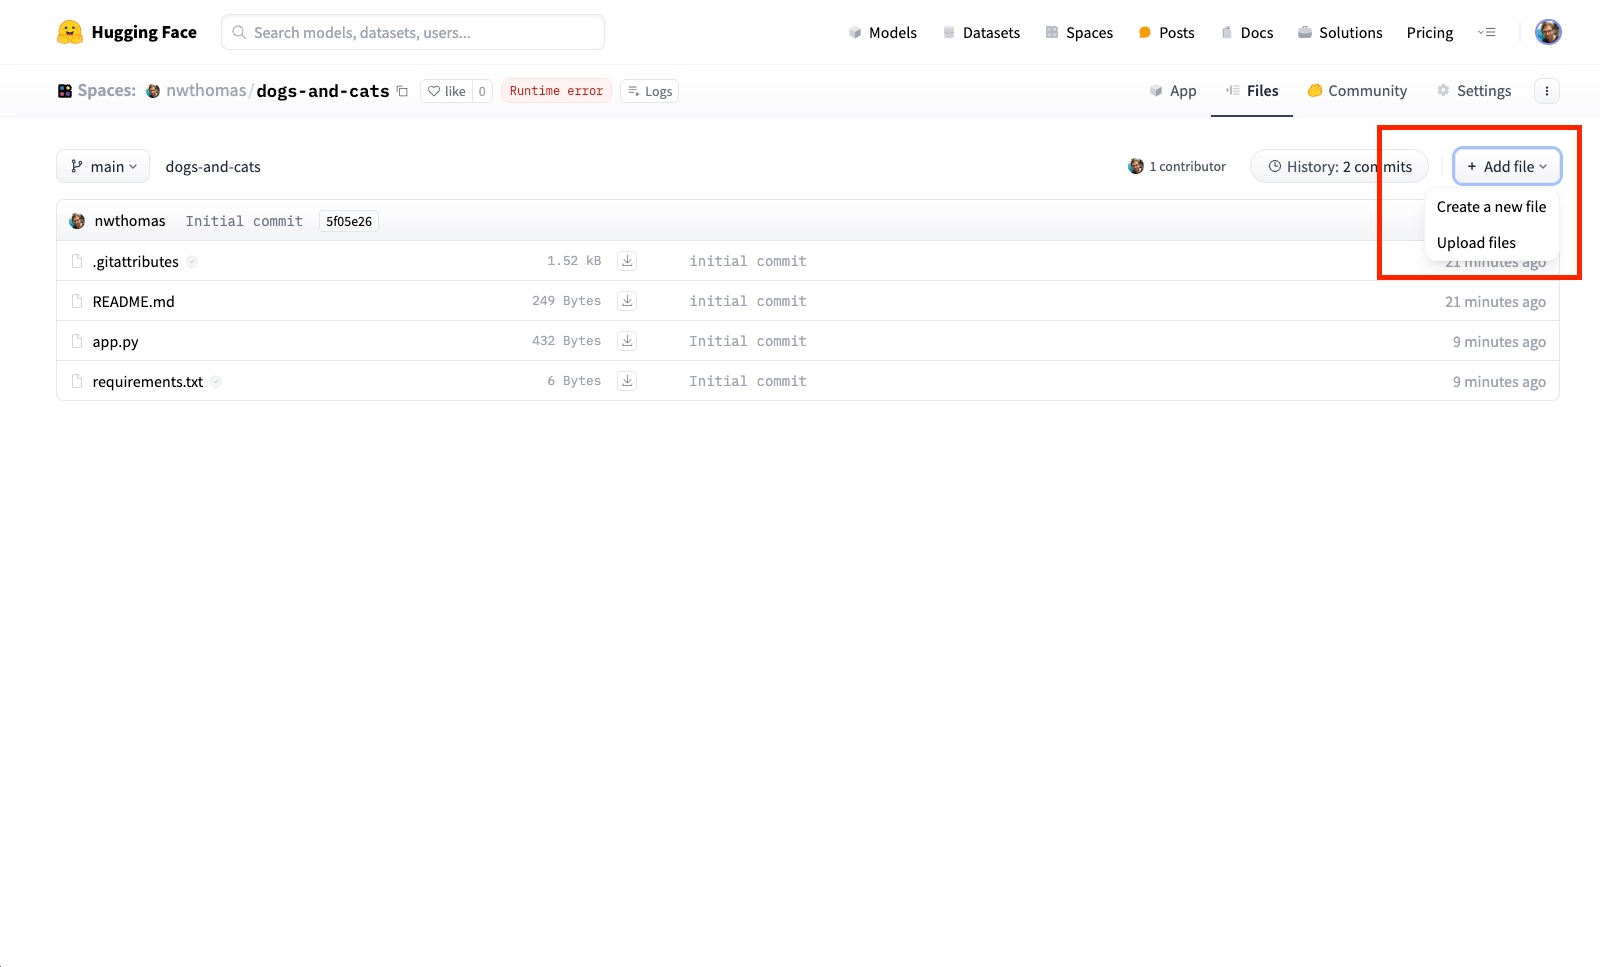 Hugging Face
Search models, datasets, users...
Models
Datasets
Spaces
Posts
Docs
Solutions
Pricing
Spaces:
nwthomas/dogs-and-cats
like
0
Runtime error
Logs
App
Files
Community
Settings
main
dogs-and-cats
1 contributor
History: 2 commits
+ Add file
Create a new file
Upload files
nwthomas
Initial commit
5f05e26
.gitattributes
1.52 kB
initial commit
21 minutes ago
README.md
249 Bytes
initial commit
21 minutes ago
app.py
432 Bytes
Initial commit
9 minutes ago
requirements.txt
6 Bytes
Initial commit
9 minutes ago